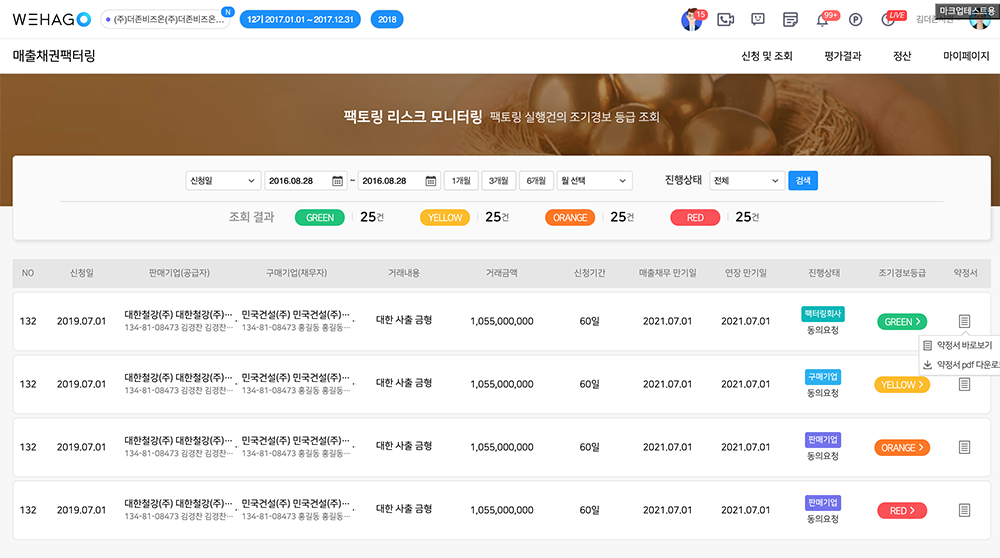 WEHAGO (주)더존비즈온(주)더존비즈온... N 12기 2017.01.01 ~ 2017.12.31 2018 15 99+ LIVE 마크업테스트용
매출채권팩터링 신청 및 조회 평가결과 정산 마이페이지
팩토링 리스크 모니터링 팩토링 실행건의 조기경보 등급 조회
신청일 2016.08.28 ~ 2016.08.28 1개월 3개월 6개월 월 선택 진행상태 전체 검색
조회 결과 GREEN 25건 YELLOW 25건 ORANGE 25건 RED 25건
NO 신청일 판매기업(공급자) 구매기업(채무자) 거래내용 거래금액 신청기간 매출채무 만기일 연장 만기일 진행상태 조기경보등급 약정서
132 2019.07.01 대한철강(주) 대한철강(주)··· 민국건설(주) 민국건설(주)··· 대한 사출 금형 1,055,000,000 60일 2021.07.01 2021.07.01 팩터링회사 GREEN
134-81-08473 김경찬 김경찬··· 134-81-08473 홍길동 홍길동··· 동의요청
약정서 바로보기
약정서 pdf 다운로드
132 2019.07.01 대한철강(주) 대한철강(주)··· 민국건설(주) 민국건설(주)··· 대한 사출 금형 1,055,000,000 60일 2021.07.01 2021.07.01 구매기업 YELLOW
134-81-08473 김경찬 김경찬··· 134-81-08473 홍길동 홍길동··· 동의요청
132 2019.07.01 대한철강(주) 대한철강(주)··· 민국건설(주) 민국건설(주)··· 대한 사출 금형 1,055,000,000 60일 2021.07.01 2021.07.01 판매기업 ORANGE
134-81-08473 김경찬 김경찬··· 134-81-08473 홍길동 홍길동··· 동의요청
132 2019.07.01 대한철강(주) 대한철강(주)··· 민국건설(주) 민국건설(주)··· 대한 사출 금형 1,055,000,000 60일 2021.07.01 2021.07.01 판매기업 RED
134-81-08473 김경찬 김경찬··· 134-81-08473 홍길동 홍길동··· 동의요청